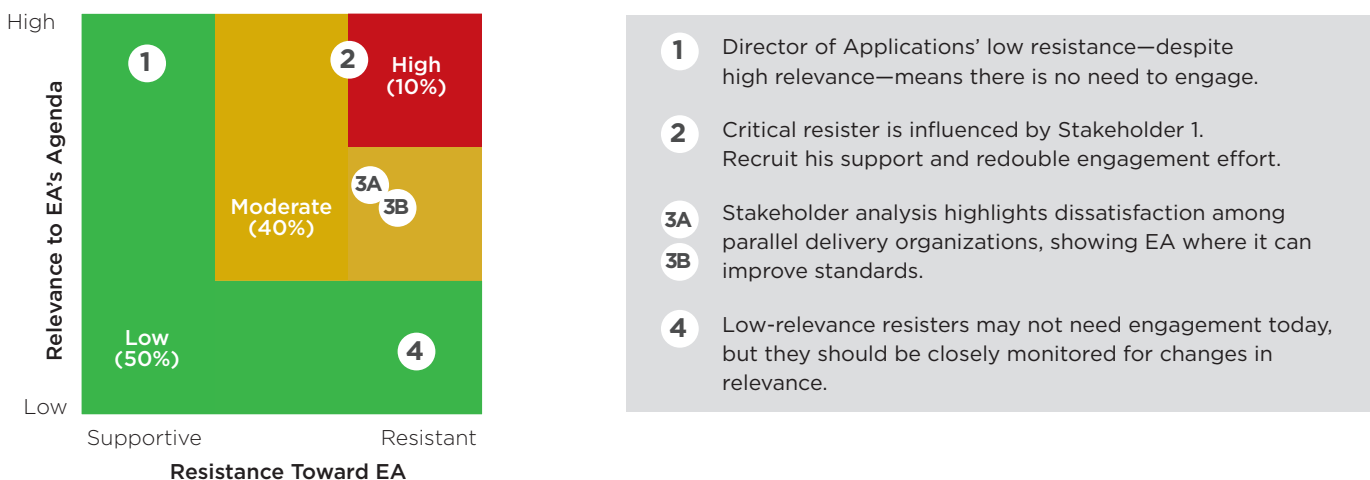 High
Relevance to EA's Agenda
Low
1
2
High
(10%)
3A
3B
Moderate
(40%)
Low
(50%)
4
Supportive
Resistant
Resistance Toward EA
1
Director of Applications' low resistance—despite
high relevance—means there is no need to engage.
2
Critical resister is influenced by Stakeholder 1.
Recruit his support and redouble engagement effort.
3A
3B
Stakeholder analysis highlights dissatisfaction among
parallel delivery organizations, showing EA where it can
improve standards.
4
Low-relevance resisters may not need engagement today,
but they should be closely monitored for changes in
relevance.